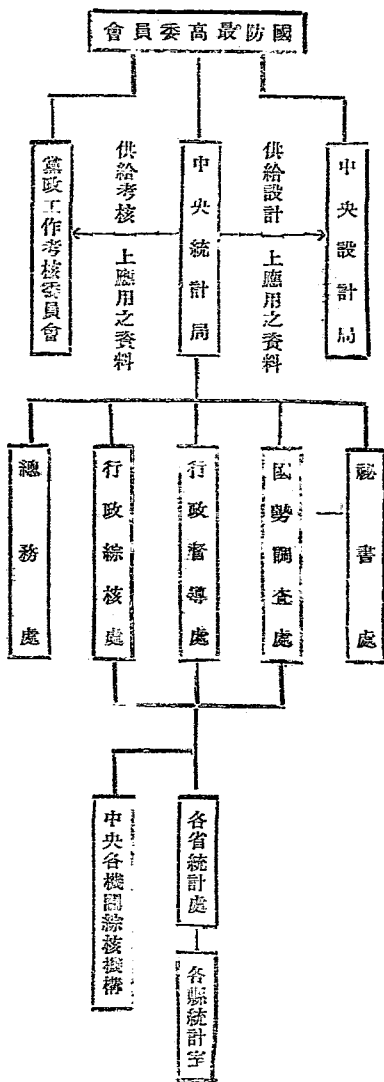 國防最高委員會
中央設計局
供給設計
上應用之資料
中央統計局
供給考核
上應用之資料
黨政工作考核委員會
祕書處
國勢調查處
行政督導處
行政綜核處
總務處
各省統計處
各縣統計室
中央各機關綜核機構